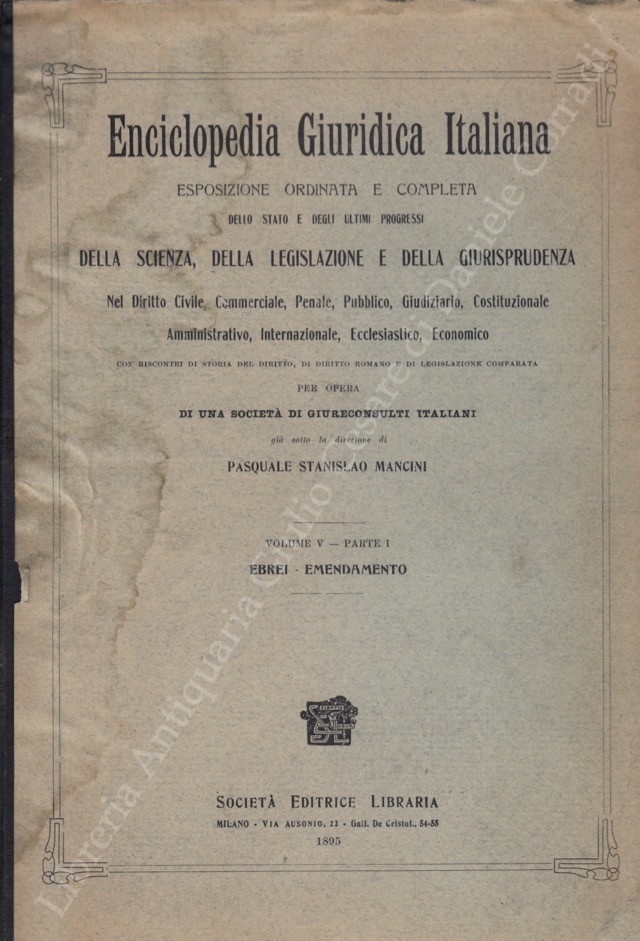 Enciclopedia Giuridica Italiana
ESPOSIZIONE ORDINATA E COMPLETA
DELLO STATO E DEGLI ULTIMI PROGRESSI
DELLA SCIENZA, DELLA LEGISLAZIONE E DELLA GIURISPRUDENZA
Nel Diritto Civile, Commerciale, Penale, Pubblico, Giudiziario, Costituzionale
Amministrativo, Internazionale, Ecclesiastico, Economico
CON RISCONTRI DI STORIA DEL DIRITTO, DI DIRITTO ROMANO E DI LEGISLAZIONE COMPARATA
PER OPERA
DI UNA SOCIETÀ DI GIURECONSULTI ITALIANI
già sotto la direzione di
PASQUALE STANISLAO MANCINI
VOLUME V — PARTE I
EBREI - EMENDAMENTO
SOCIETÀ EDITRICE LIBRARIA
MILANO - VIA AUSONIO, 22 - Gall. De Cristof., 54-55
1895
Libreria Antiquaria Giulio Cesare di Daniele Corradi